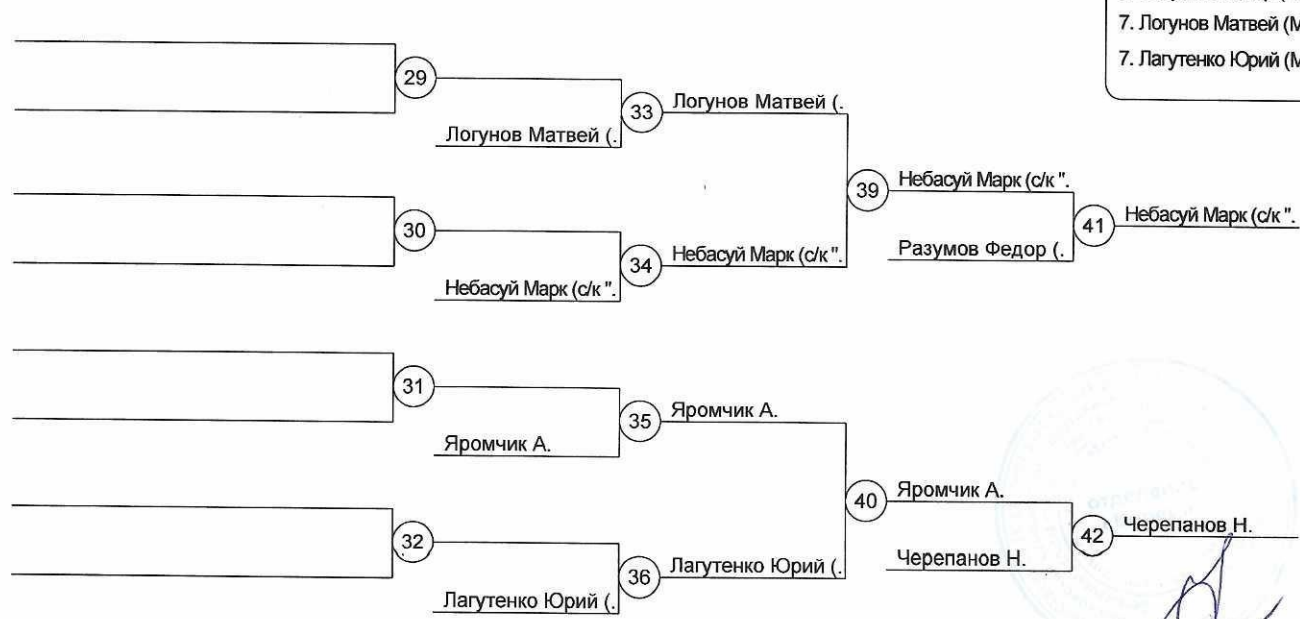 7. Логунов Матвей (М
7. Лагутенко Юрий (М
29
33
Логунов Матвей (.
Логунов Матвей (.
39
Небасуй Марк (с/к ".
30
34
Небасуй Марк (с/к ".
Небасуй Марк (с/к ".
Разумов Федор (.
41
Небасуй Марк (с/к ".
31
35
Яромчик А.
Яромчик А.
40
Яромчик А.
32
36
Лагутенко Юрий (.
Лагутенко Юрий (.
Черепанов Н.
42
Черепанов Н.